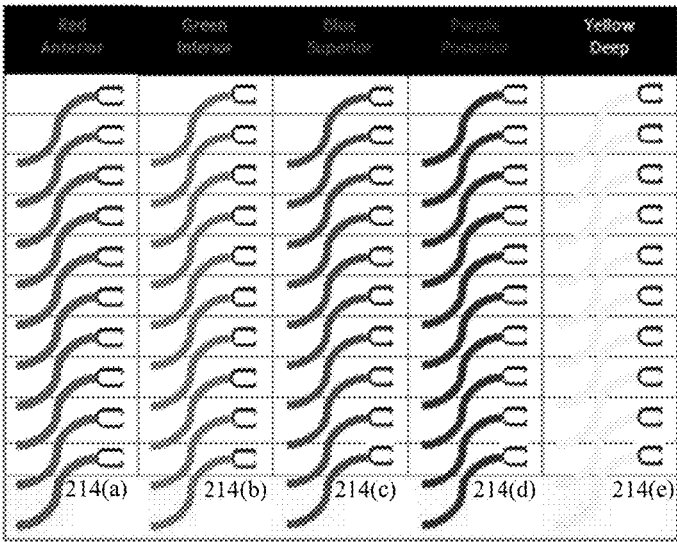 Red Green Blue Purple Yellow
Anterior Inferior Superior Posterior Deep
214(a) 214(b) 214(c) 214(d) 214(e)